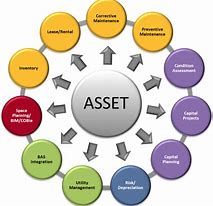 Corrective
Maintenance
Preventive
Maintenance
Condition
Assessment
Capital
Projects
Capital
Planning
Risk/
Depreciation
Utility
Management
BAS
Integration
Space
Planning/
BIM/COBie
Inventory
Lease/Rental
ASSET